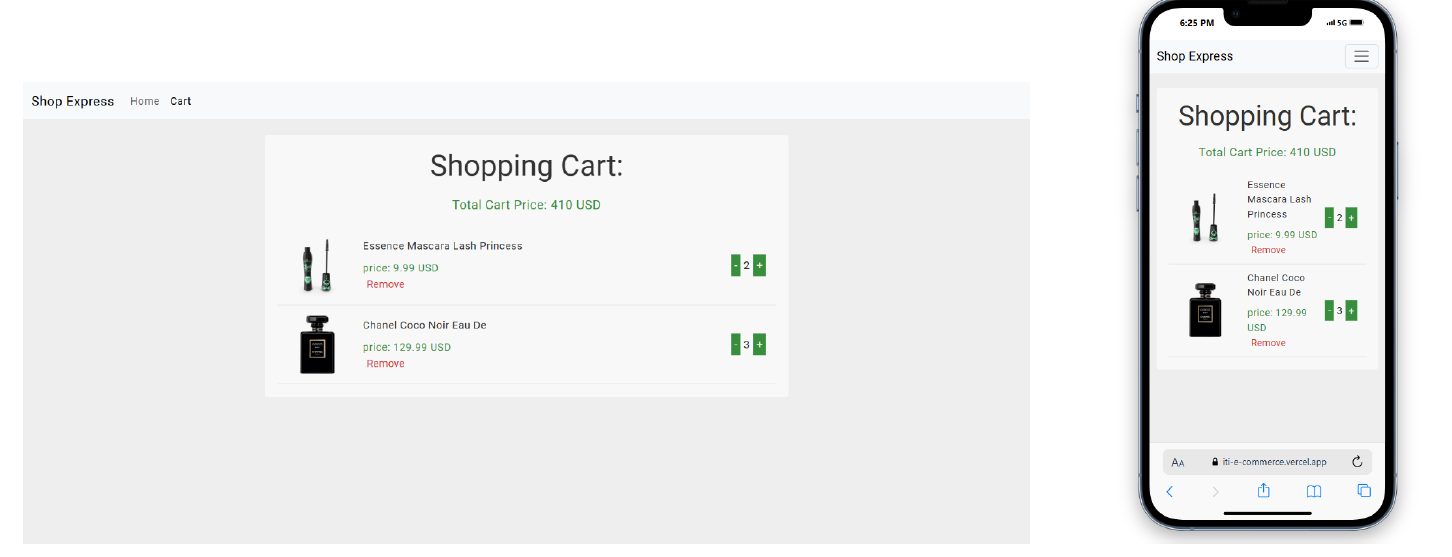 Shop Express Home Cart
Shopping Cart:
Total Cart Price: 410 USD
Essence Mascara Lash Princess
price: 9.99 USD
Remove
- 2 +
Chanel Coco Noir Eau De
price: 129.99 USD
Remove
- 3 +
6:25 PM 5G
Shop Express
Shopping Cart:
Total Cart Price: 410 USD
Essence
Mascara Lash
Princess
price: 9.99 USD
Remove
- 2 +
Chanel Coco
Noir Eau De
price: 129.99
USD
Remove
- 3 +
AA iti-e-commerce.vercel.app